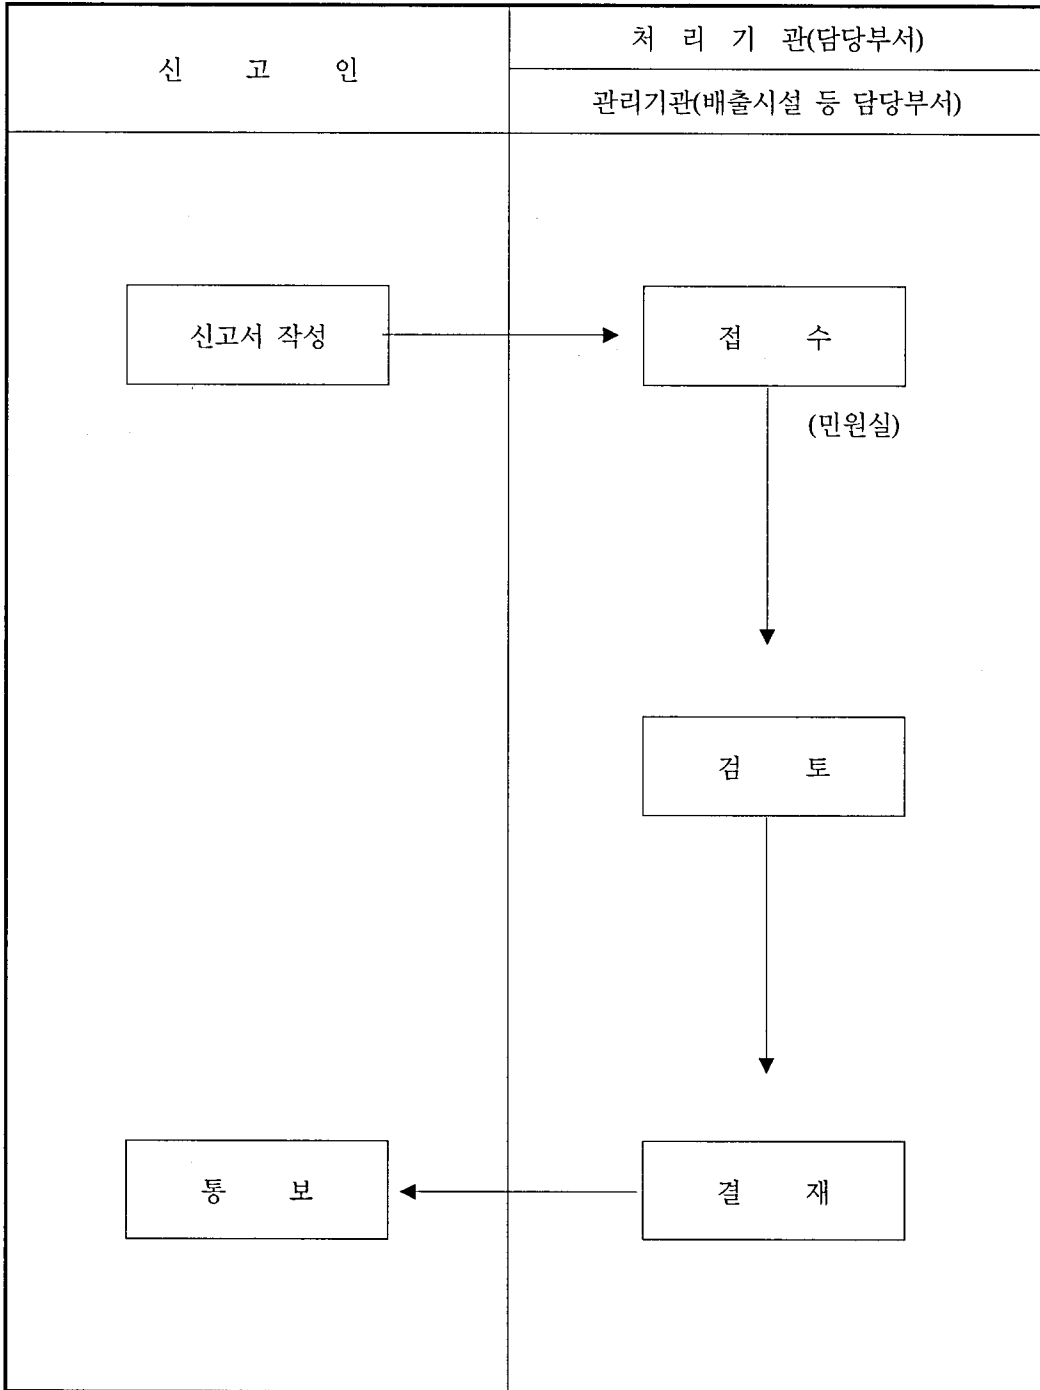 신 고 인
처 리 기 관(담당부서)
관리기관(배출시설 등 담당부서)
신고서 작성
접 수
(민원실)
검 토
통 보
결 재